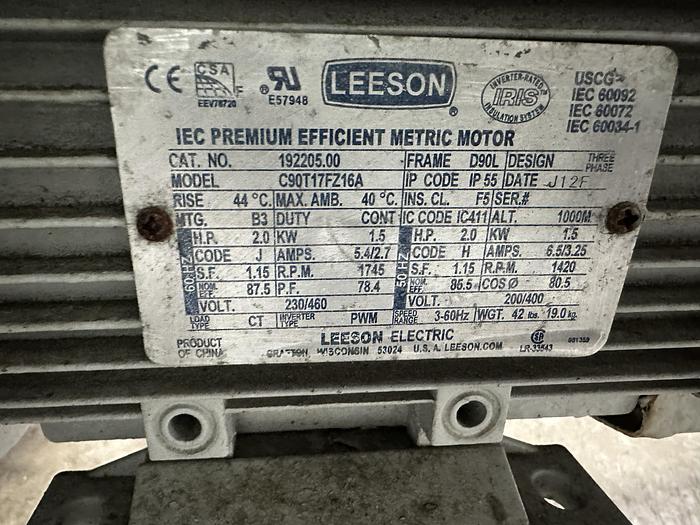 CE CSA F EEV78720
RU E57948
LEESON
INVERTER-RATED IRIS INSULATION SYSTEM
USCG-
IEC 60092
IEC 60072
IEC 60034-1
IEC PREMIUM EFFICIENT METRIC MOTOR
CAT. NO. 192205.00 FRAME D90L DESIGN THREE PHASE
MODEL C90T17FZ16A IP CODE IP 55 DATE J12F
RISE 44 °C. MAX. AMB. 40 °C. INS. CL. F5 SER.#
MTG. B3 DUTY CONT IC CODE IC411 ALT. 1000M
60 HZ H.P. 2.0 KW 1.5 50 HZ H.P. 2.0 KW 1.5
CODE J AMPS. 5.4/2.7 CODE H AMPS. 6.5/3.25
S.F. 1.15 R.P.M. 1745 S.F. 1.15 R.P.M. 1420
NOM. EFF. 87.5 P.F. 78.4 NOM. EFF. 86.5 COS Ø 80.5
VOLT. 230/460 VOLT. 200/400
LOAD TYPE CT INVERTER TYPE PWM SPEED RANGE 3-60Hz WGT. 42 lbs. 19.0 kg.
PRODUCT OF CHINA
LEESON ELECTRIC
GRAFTON, WISCONSIN 53024 U.S.A. LEESON.COM
LR-33543